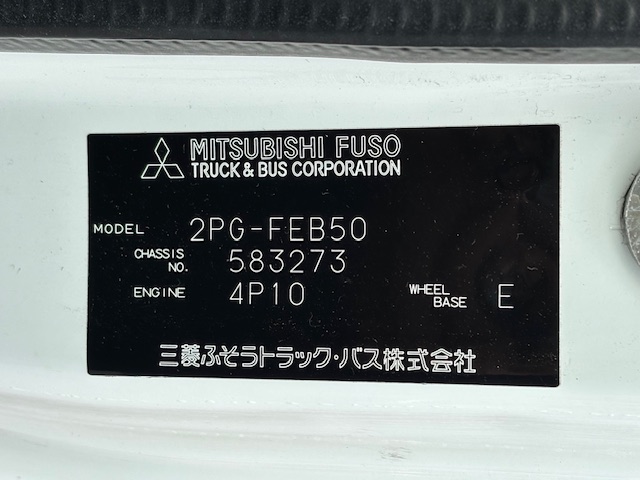 MITSUBISHI FUSO
TRUCK & BUS CORPORATION
MODEL 2PG-FEB50
CHASSIS NO. 583273
ENGINE 4P10 WHEEL BASE E
三菱ふそうトラック・バス株式会社